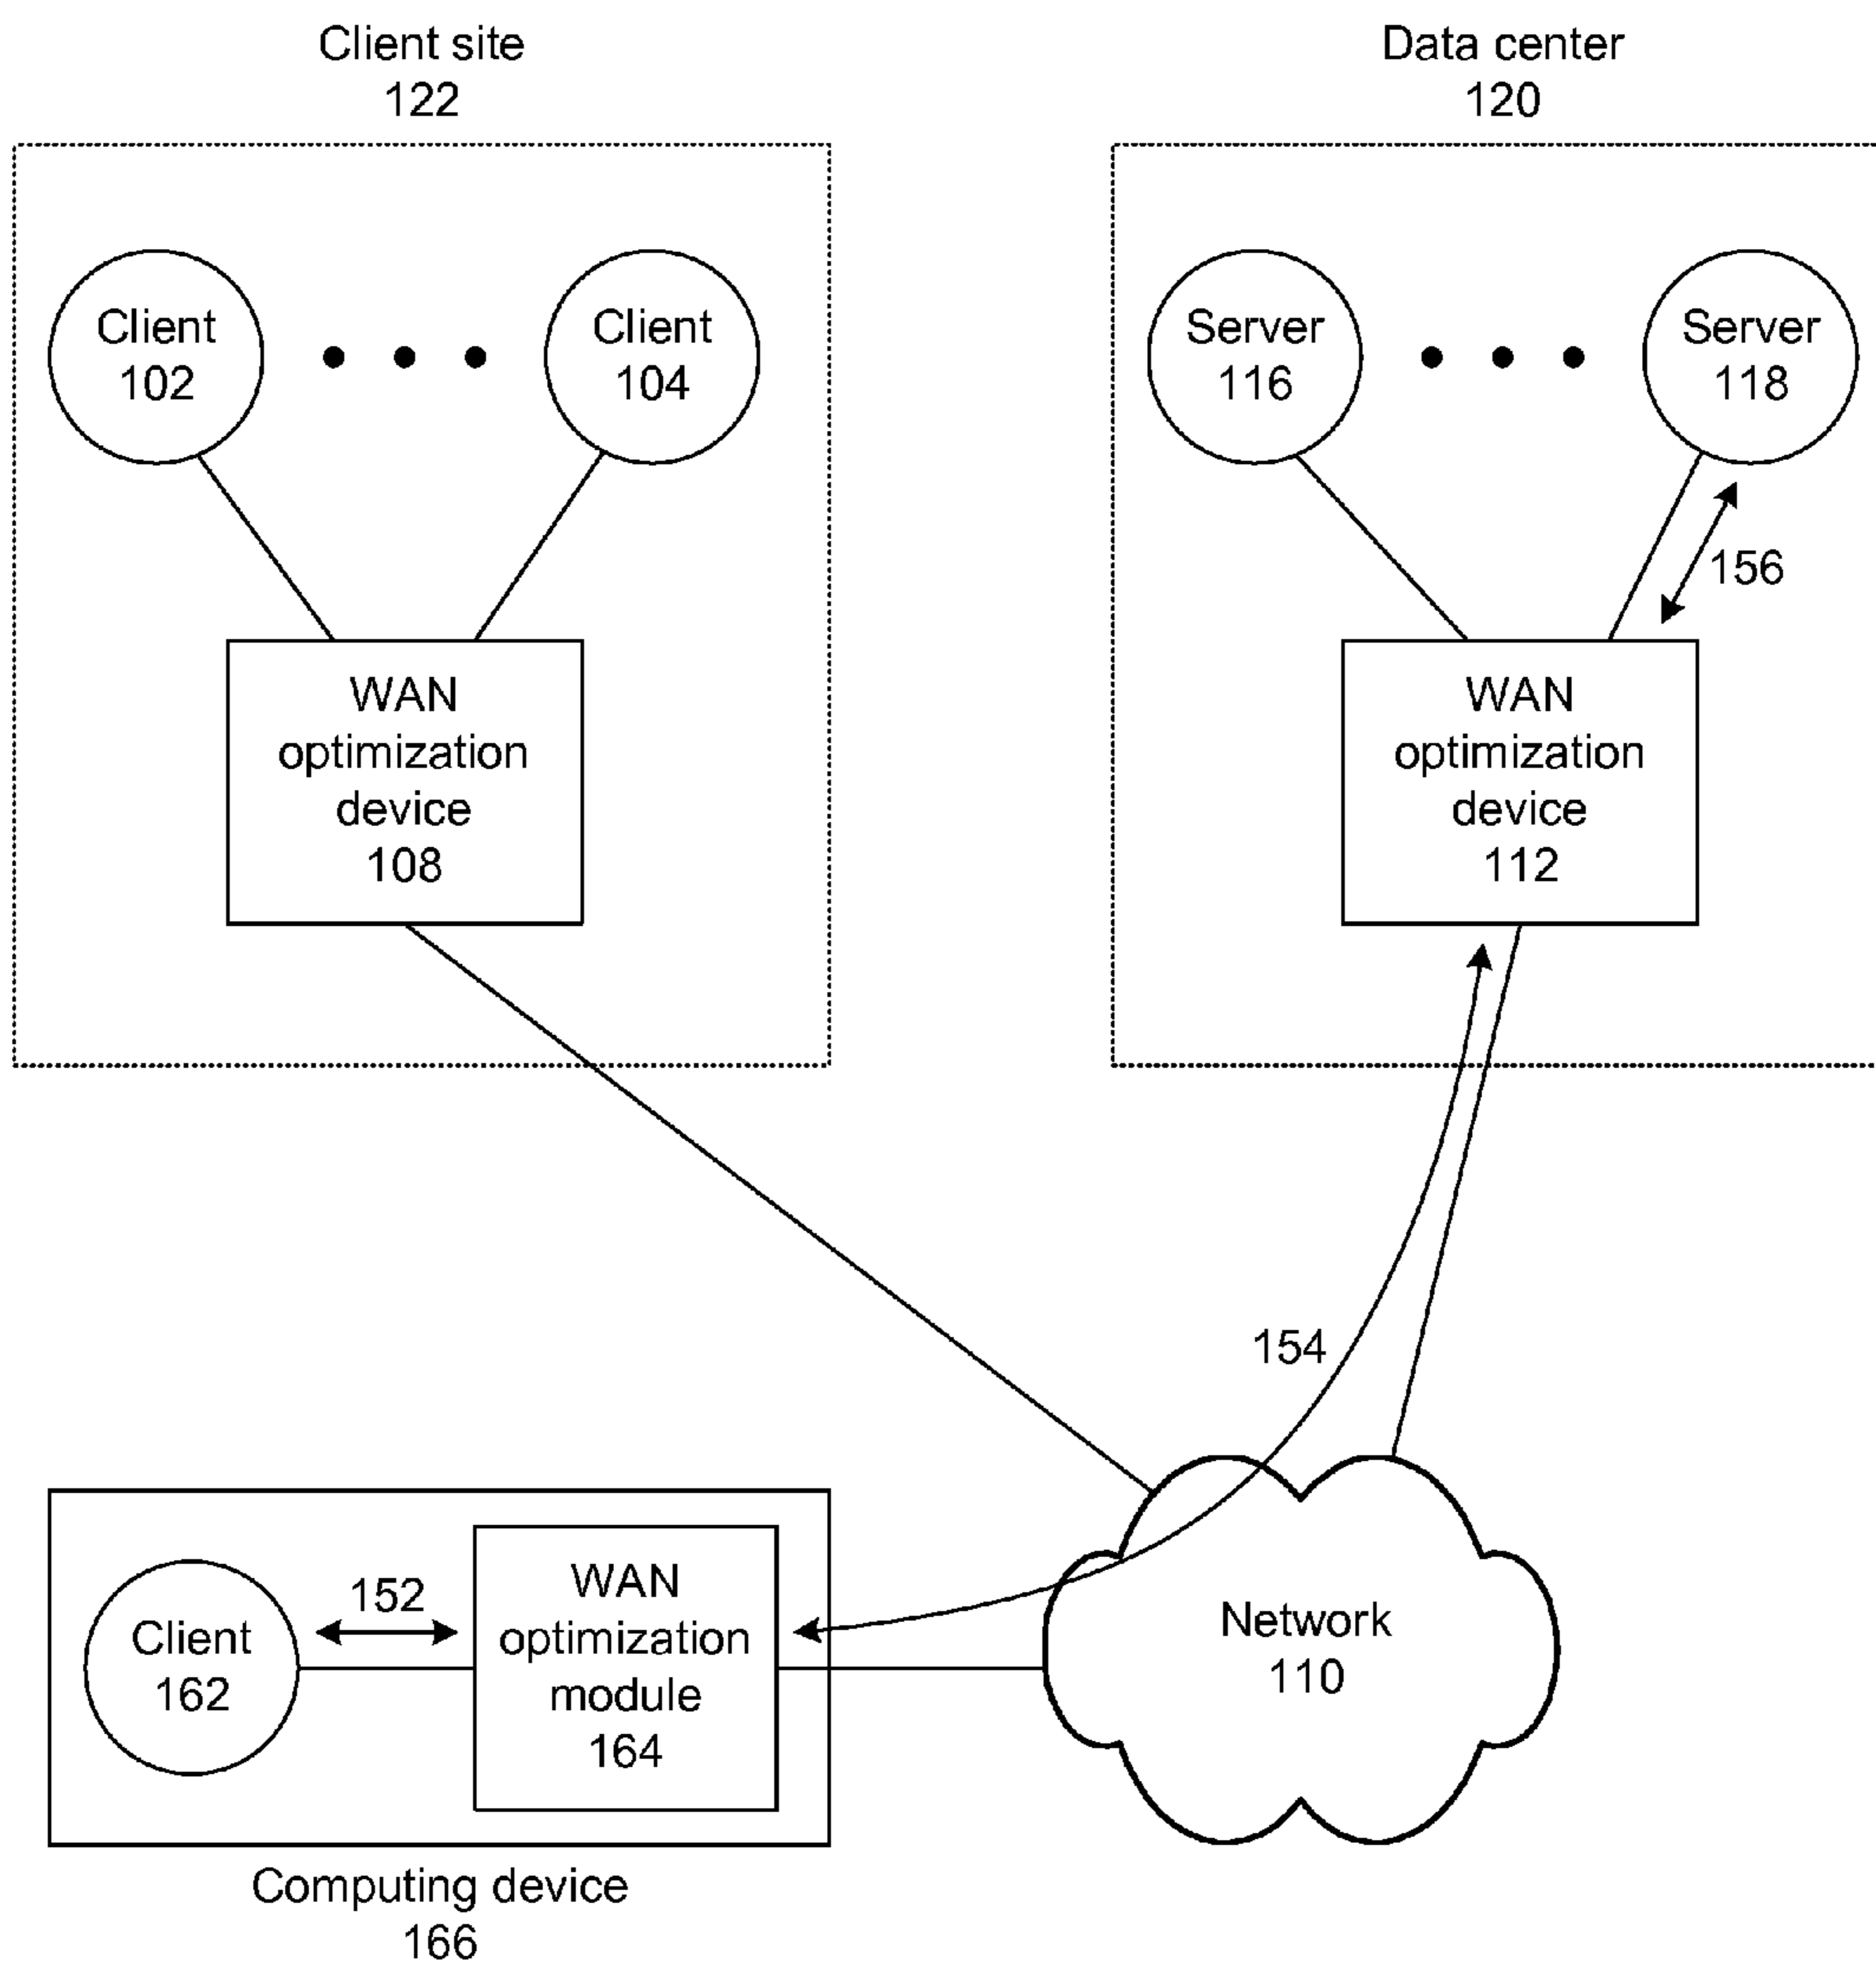 Client site
122
Data center
120
Client
102
Client
104
Server
116
Server
118
156
WAN
optimization
device
108
WAN
optimization
device
112
154
Client
162
152
WAN
optimization
module
164
Network
110
Computing device
166